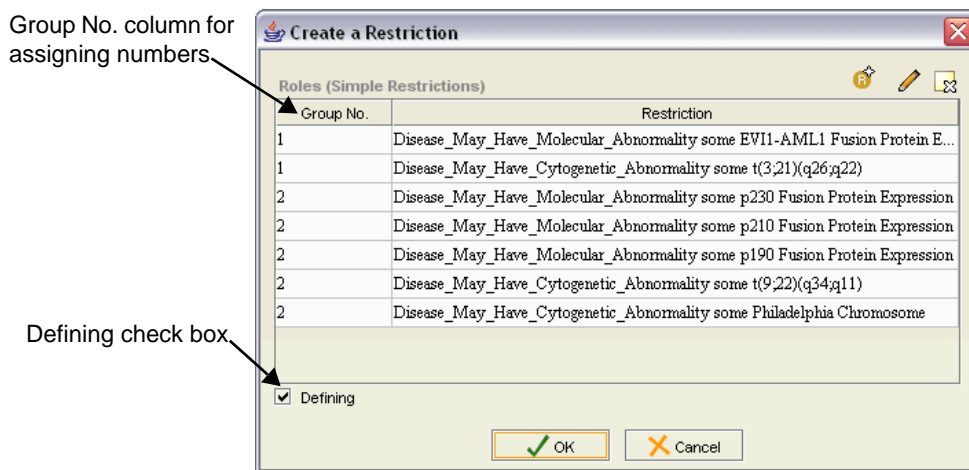 Group No. column for
assigning numbers
Create a Restriction
Roles (Simple Restrictions)
R
Group No. Restriction
1 Disease_May_Have_Molecular_Abnormality some EVI1-AML1 Fusion Protein E...
1 Disease_May_Have_Cytogenetic_Abnormality some t(3;21)(q26;q22)
2 Disease_May_Have_Molecular_Abnormality some p230 Fusion Protein Expression
2 Disease_May_Have_Molecular_Abnormality some p210 Fusion Protein Expression
2 Disease_May_Have_Molecular_Abnormality some p190 Fusion Protein Expression
2 Disease_May_Have_Cytogenetic_Abnormality some t(9;22)(q34;q11)
2 Disease_May_Have_Cytogenetic_Abnormality some Philadelphia Chromosome
Defining check box
Defining
OK Cancel